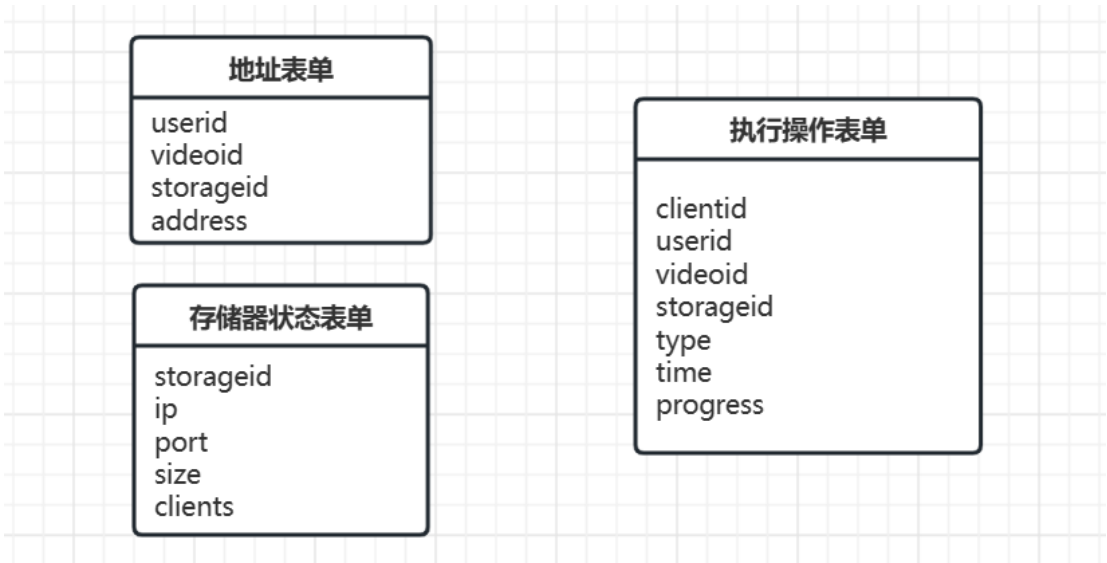 地址表单
userid
videoid
storageid
address
存储器状态表单
storageid
ip
port
size
clients
执行操作表单
clientid
userid
videoid
storageid
type
time
progress